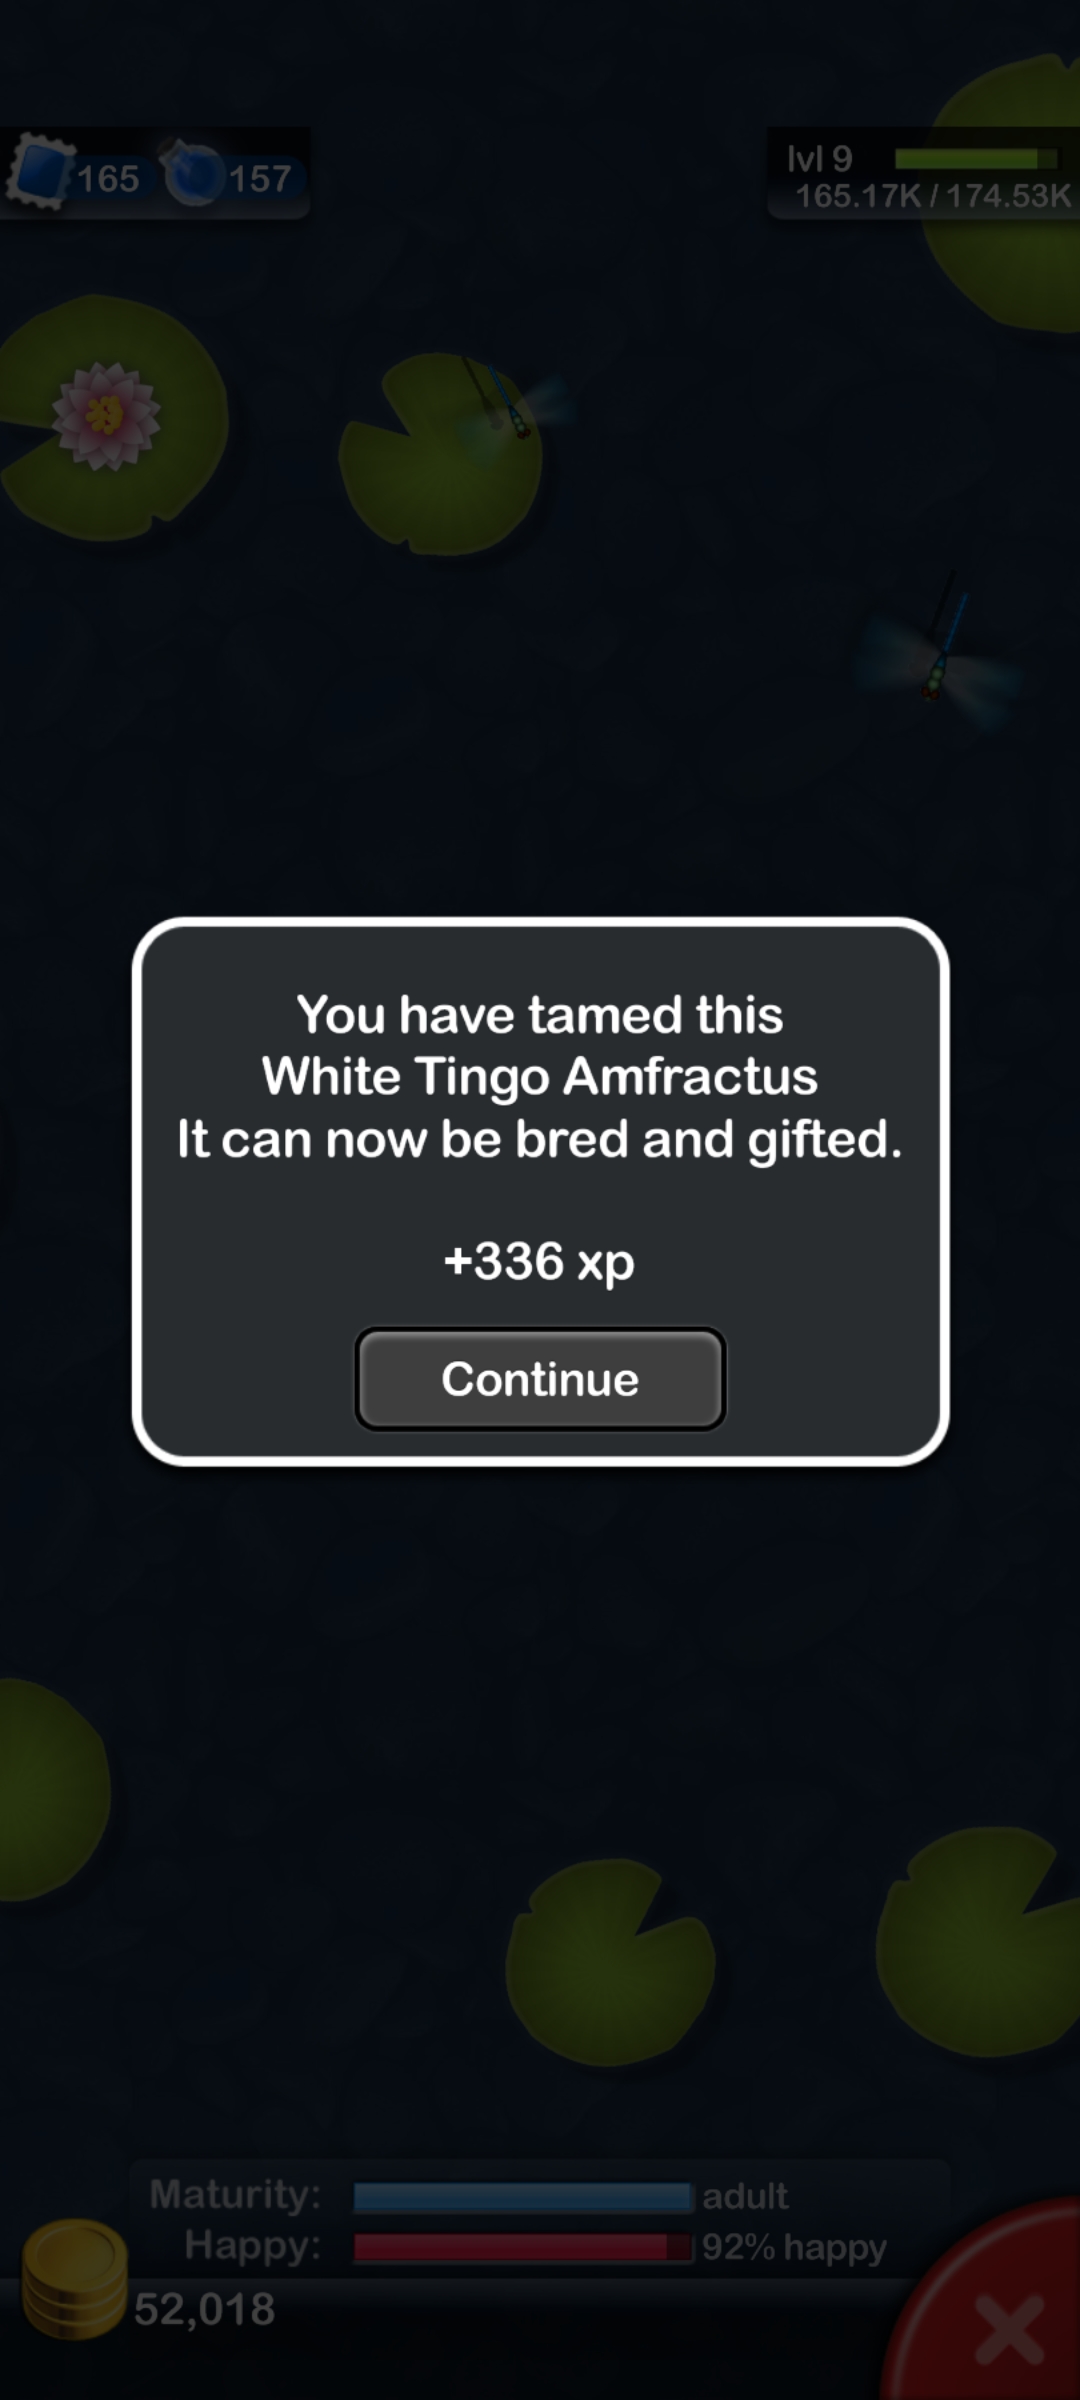 165 157
lvl 9
165.17K / 174.53K
You have tamed this
White Tingo Amfractus
It can now be bred and gifted.
+336 xp
Continue
Maturity: adult
Happy: 92% happy
52,018